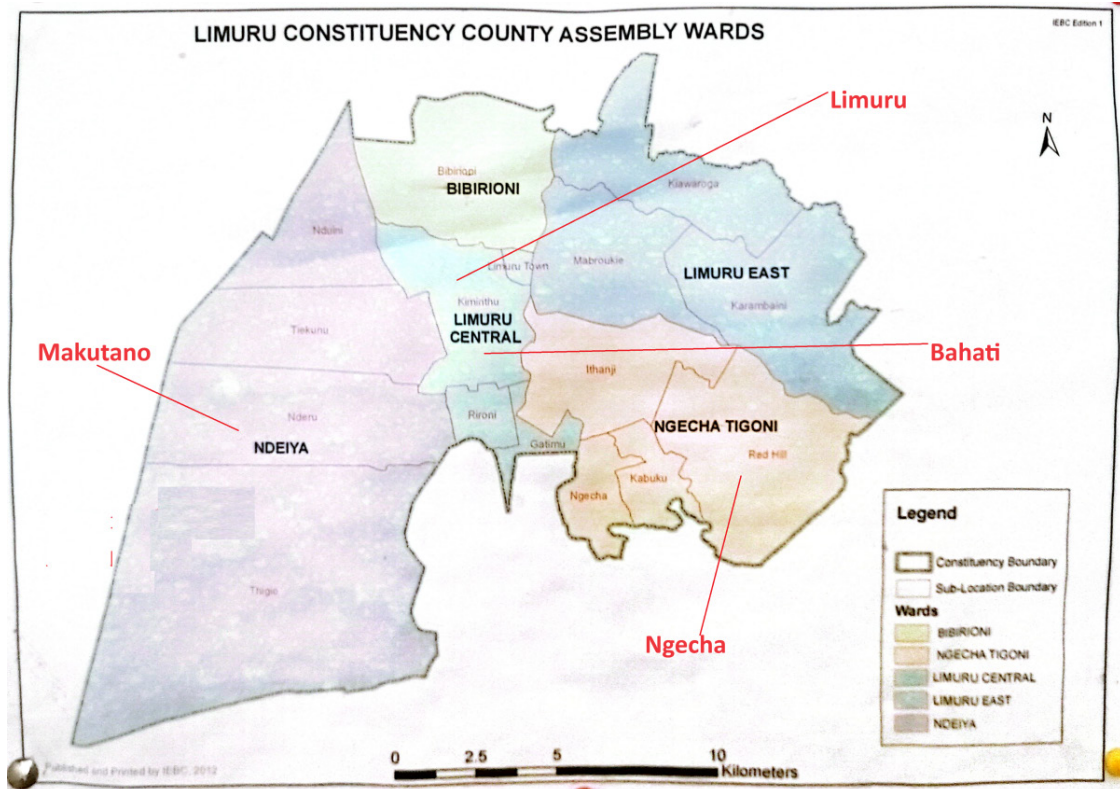 IEBC Edition 1
LIMURU CONSTITUENCY COUNTY ASSEMBLY WARDS
Limuru
N
Bibirioni
BIBIRIONI
Kiawaroga
Nduini
Limuru Town
Mabroukie
LIMURU EAST
Kiminthu
Karambaini
LIMURU
CENTRAL
Tiekunu
Makutano
Bahati
Ithanji
Nderu
Rironi
NDEIYA
Gatimu
NGECHA TIGONI
Red Hill
Kabuku
Ngecha
Thigio
Ngecha
Legend
Constituency Boundary
Sub-Location Boundary
Wards
BIBIRIONI
NGECHA TIGONI
LIMURU CENTRAL
LIMURU EAST
NDEIYA
0 2.5 5 10
Kilometers
Published and Printed by IEBC, 2012